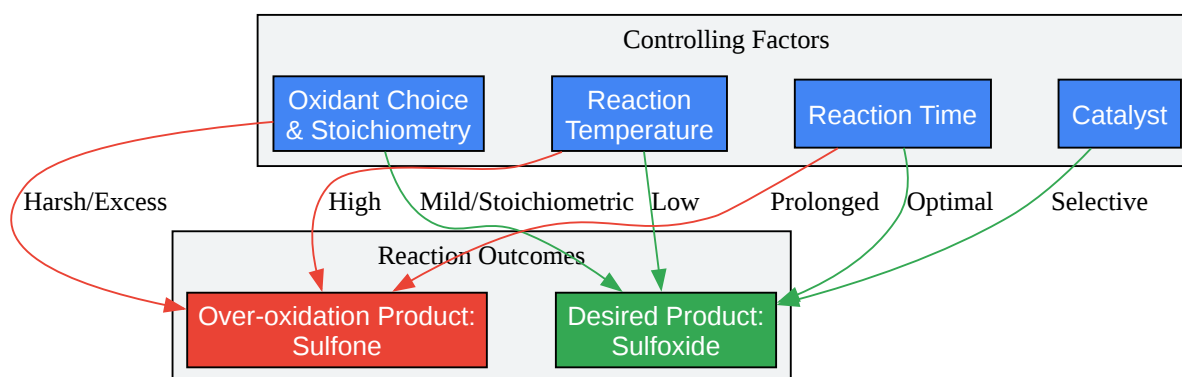 Controlling Factors
Oxidant Choice
& Stoichiometry
Reaction
Temperature
Reaction Time
Catalyst
Harsh/Excess
High
Mild/Stoichiometric
Low
Prolonged
Optimal
Selective
Reaction Outcomes
Over-oxidation Product:
Sulfone
Desired Product:
Sulfoxide